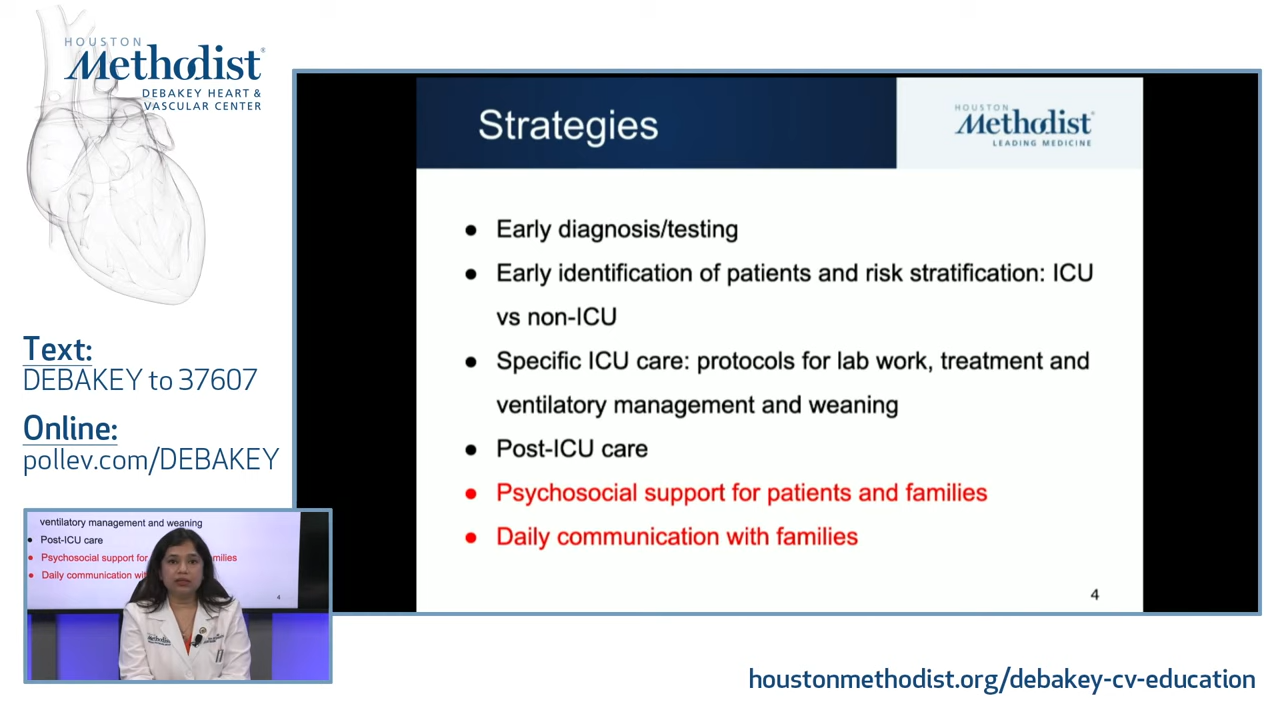 HOUSTON
Methodist®
DEBAKEY HEART &
VASCULAR CENTER
Text:
DEBAKEY to 37607
Online:
pollev.com/DEBAKEY
Strategies
HOUSTON
Methodist
LEADING MEDICINE
● Early diagnosis/testing
● Early identification of patients and risk stratification: ICU
vs non-ICU
● Specific ICU care: protocols for lab work, treatment and
ventilatory management and weaning
● Post-ICU care
● Psychosocial support for patients and families
● Daily communication with families
4
ventilatory management and weaning
● Post-ICU care
● Psychosocial support for families
● Daily communication
4
Methodist
houstonmethodist.org/debakey-cv-education